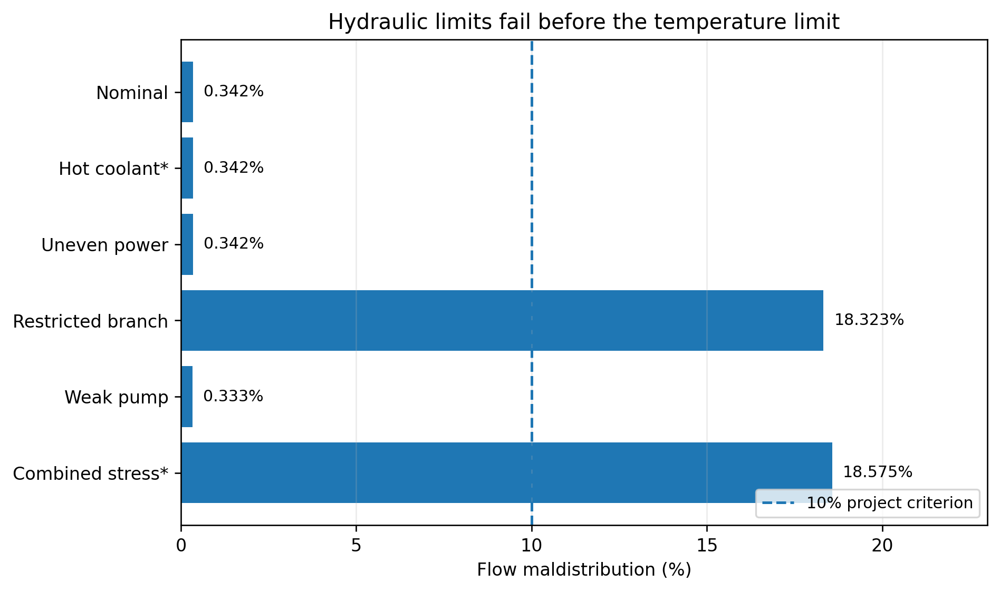 Hydraulic limits fail before the temperature limit
Nominal
0.342%
Hot coolant*
0.342%
Uneven power
0.342%
Restricted branch
18.323%
Weak pump
0.333%
Combined stress*
18.575%
10% project criterion
0 5 10 15 20
Flow maldistribution (%)